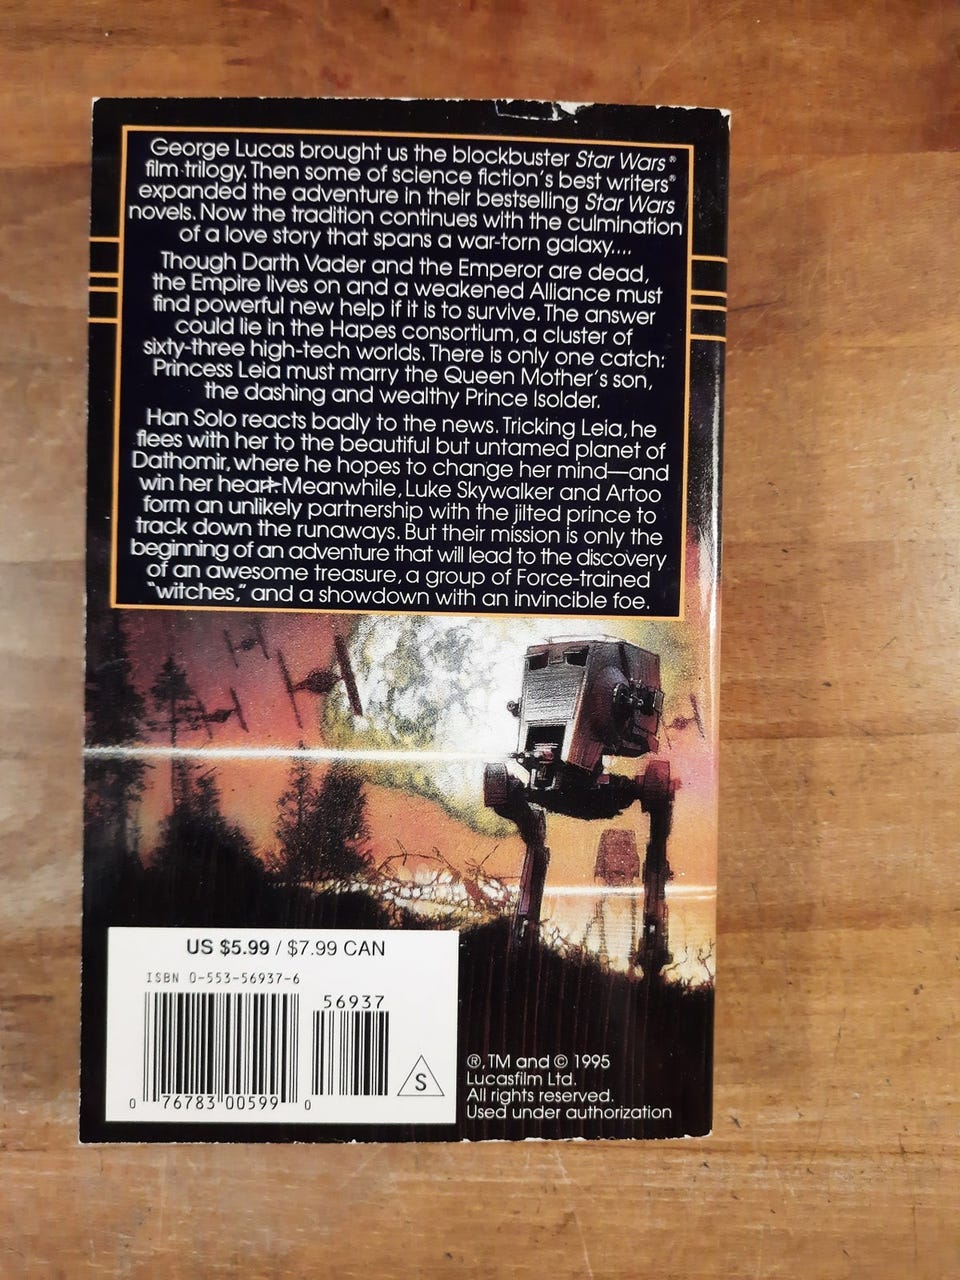 George Lucas brought us the blockbuster Star Wars®
film trilogy. Then some of science fiction's best writers®
expanded the adventure in their bestselling Star Wars
novels. Now the tradition continues with the culmination
of a love story that spans a war-torn galaxy....
Though Darth Vader and the Emperor are dead,
the Empire lives on and a weakened Alliance must
find powerful new help if it is to survive. The answer
could lie in the Hapes consortium, a cluster of
sixty-three high-tech worlds. There is only one catch:
Princess Leia must marry the Queen Mother's son,
the dashing and wealthy Prince Isolder.
Han Solo reacts badly to the news. Tricking Leia, he
flees with her to the beautiful but untamed planet of
Dathomir, where he hopes to change her mind—and
win her heart. Meanwhile, Luke Skywalker and Artoo
form an unlikely partnership with the jilted prince to
track down the runaways. But their mission is only the
beginning of an adventure that will lead to the discovery
of an awesome treasure, a group of Force-trained
"witches," and a showdown with an invincible foe.
US $5.99 / $7.99 CAN
ISBN 0-553-56937-6
56937
0 76783 00599 0
S
®, TM and © 1995
Lucasfilm Ltd.
All rights reserved.
Used under authorization